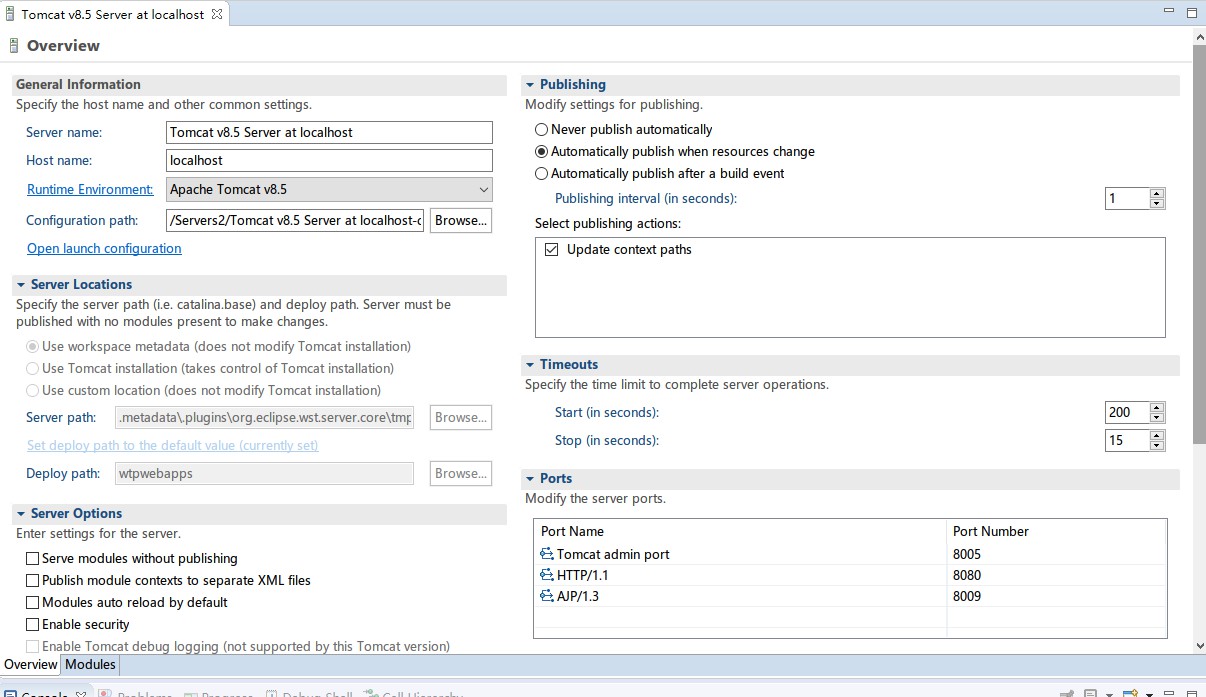 Tomcat v8.5 Server at localhost
Overview
General Information
Specify the host name and other common settings.
Server name: Tomcat v8.5 Server at localhost
Host name: localhost
Runtime Environment: Apache Tomcat v8.5
Configuration path: /Servers2/Tomcat v8.5 Server at localhost-c Browse...
Open launch configuration
Server Locations
Specify the server path (i.e. catalina.base) and deploy path. Server must be
published with no modules present to make changes.
Use workspace metadata (does not modify Tomcat installation)
Use Tomcat installation (takes control of Tomcat installation)
Use custom location (does not modify Tomcat installation)
Server path: .metadata\.plugins\org.eclipse.wst.server.core\tmp Browse...
Set deploy path to the default value (currently set)
Deploy path: wtpwebapps Browse...
Server Options
Enter settings for the server.
Serve modules without publishing
Publish module contexts to separate XML files
Modules auto reload by default
Enable security
Enable Tomcat debug logging (not supported by this Tomcat version)
Publishing
Modify settings for publishing.
Never publish automatically
Automatically publish when resources change
Automatically publish after a build event
Publishing interval (in seconds): 1
Select publishing actions:
Update context paths
Timeouts
Specify the time limit to complete server operations.
Start (in seconds): 200
Stop (in seconds): 15
Ports
Modify the server ports.
Port Name Port Number
Tomcat admin port 8005
HTTP/1.1 8080
AJP/1.3 8009
Overview Modules
Console Problems Progress Debug Shell Call Hierarchy